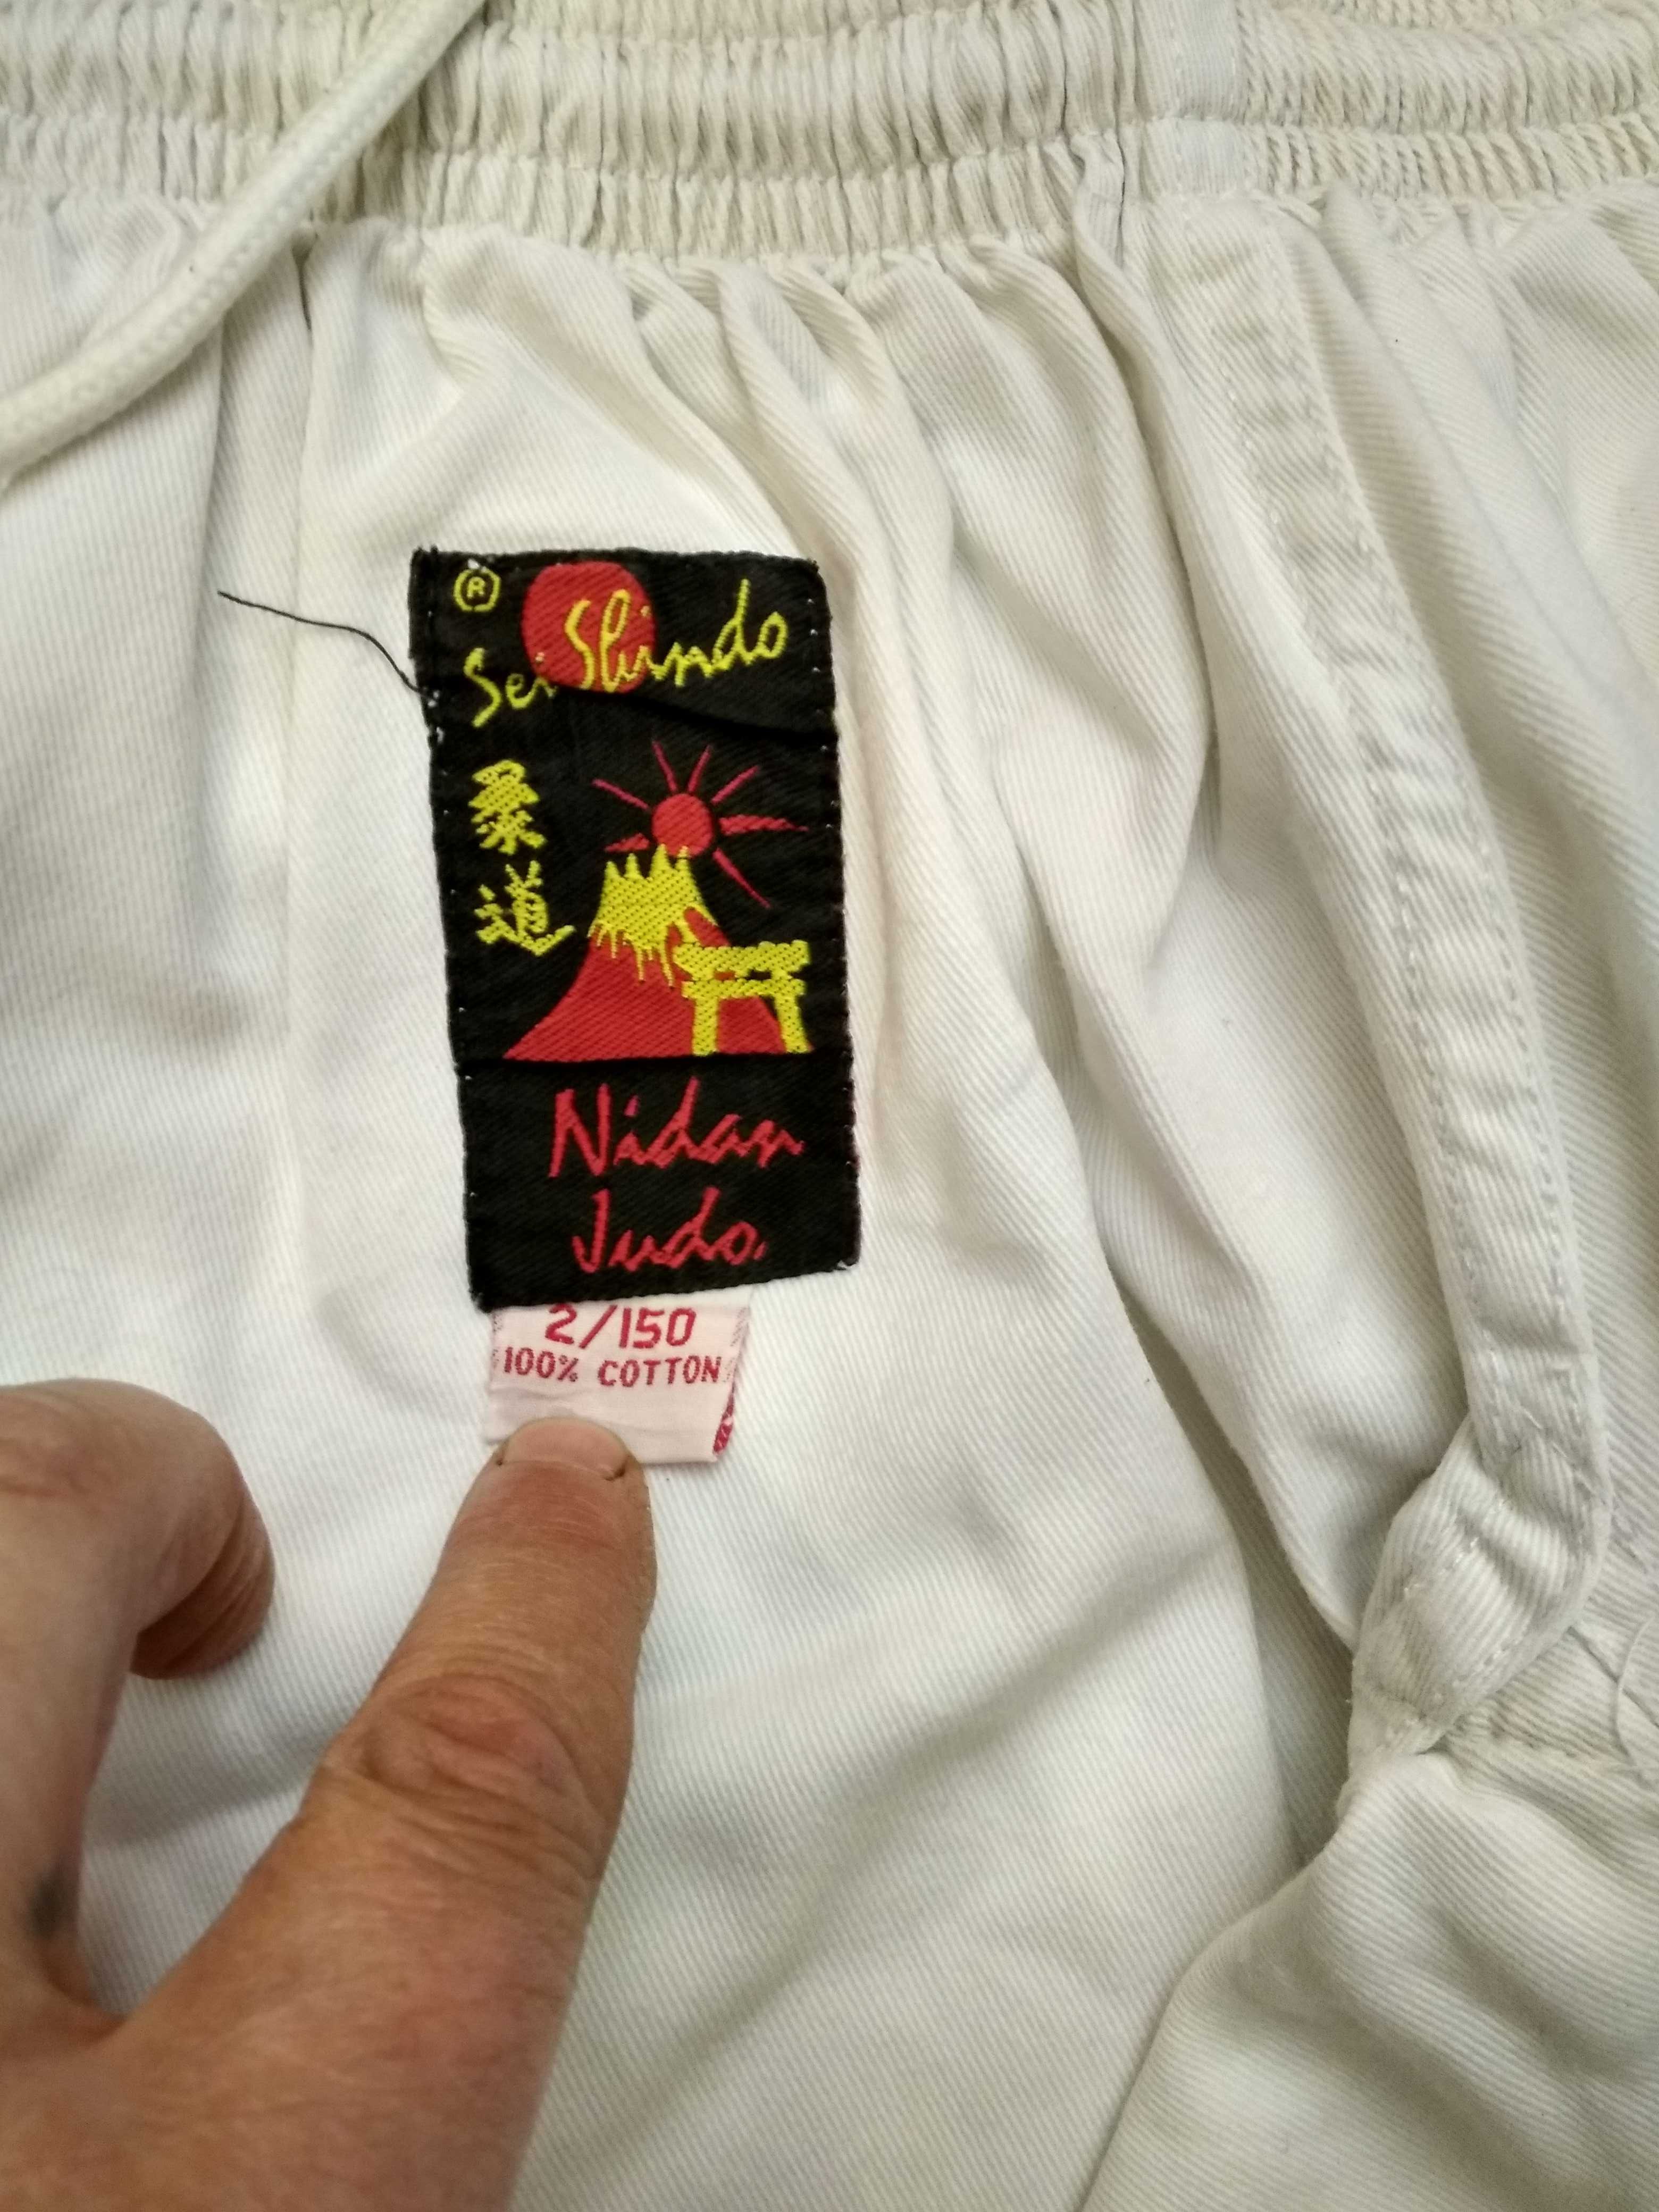 ®
Sei Shindo
柔
道
Nidan
Judo
2/150
100% COTTON